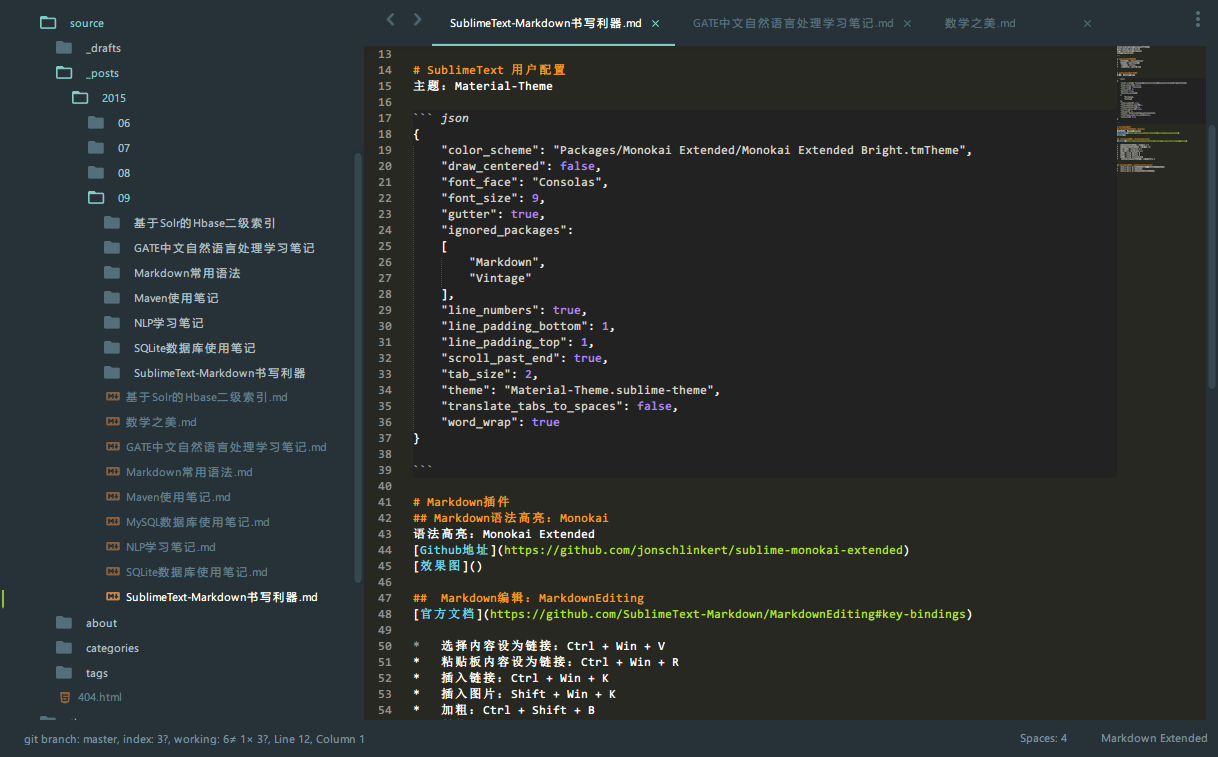 source
_drafts
_posts
2015
06
07
08
09
基于Solr的Hbase二级索引
GATE中文自然语言处理学习笔记
Markdown常用语法
Maven使用笔记
NLP学习笔记
SQLite数据库使用笔记
SublimeText-Markdown书写利器
基于Solr的Hbase二级索引.md
数学之美.md
GATE中文自然语言处理学习笔记.md
Markdown常用语法.md
Maven使用笔记.md
MySQL数据库使用笔记.md
NLP学习笔记.md
SQLite数据库使用笔记.md
SublimeText-Markdown书写利器.md
about
categories
tags
404.html
SublimeText-Markdown书写利器.md × GATE中文自然语言处理学习笔记.md × 数学之美.md ×
13
14 # SublimeText 用户配置
15 主题：Material-Theme
16
17 ``` json
18 {
19 "color_scheme": "Packages/Monokai Extended/Monokai Extended Bright.tmTheme",
20 "draw_centered": false,
21 "font_face": "Consolas",
22 "font_size": 9,
23 "gutter": true,
24 "ignored_packages":
25 [
26 "Markdown",
27 "Vintage"
28 ],
29 "line_numbers": true,
30 "line_padding_bottom": 1,
31 "line_padding_top": 1,
32 "scroll_past_end": true,
33 "tab_size": 2,
34 "theme": "Material-Theme.sublime-theme",
35 "translate_tabs_to_spaces": false,
36 "word_wrap": true
37 }
38
39 ```
40
41 # Markdown插件
42 ## Markdown语法高亮：Monokai
43 语法高亮：Monokai Extended
44 [Github地址](https://github.com/jonschlinkert/sublime-monokai-extended)
45 [效果图]()
46
47 ##  Markdown编辑：MarkdownEditing
48 [官方文档](https://github.com/SublimeText-Markdown/MarkdownEditing#key-bindings)
49
50 * 选择内容设为链接：Ctrl + Win + V
51 * 粘贴板内容设为链接：Ctrl + Win + R
52 * 插入链接：Ctrl + Win + K
53 * 插入图片：Shift + Win + K
54 * 加粗：Ctrl + Shift + B
git branch: master, index: 3?, working: 6≠ 1× 3?, Line 12, Column 1
Spaces: 4
Markdown Extended